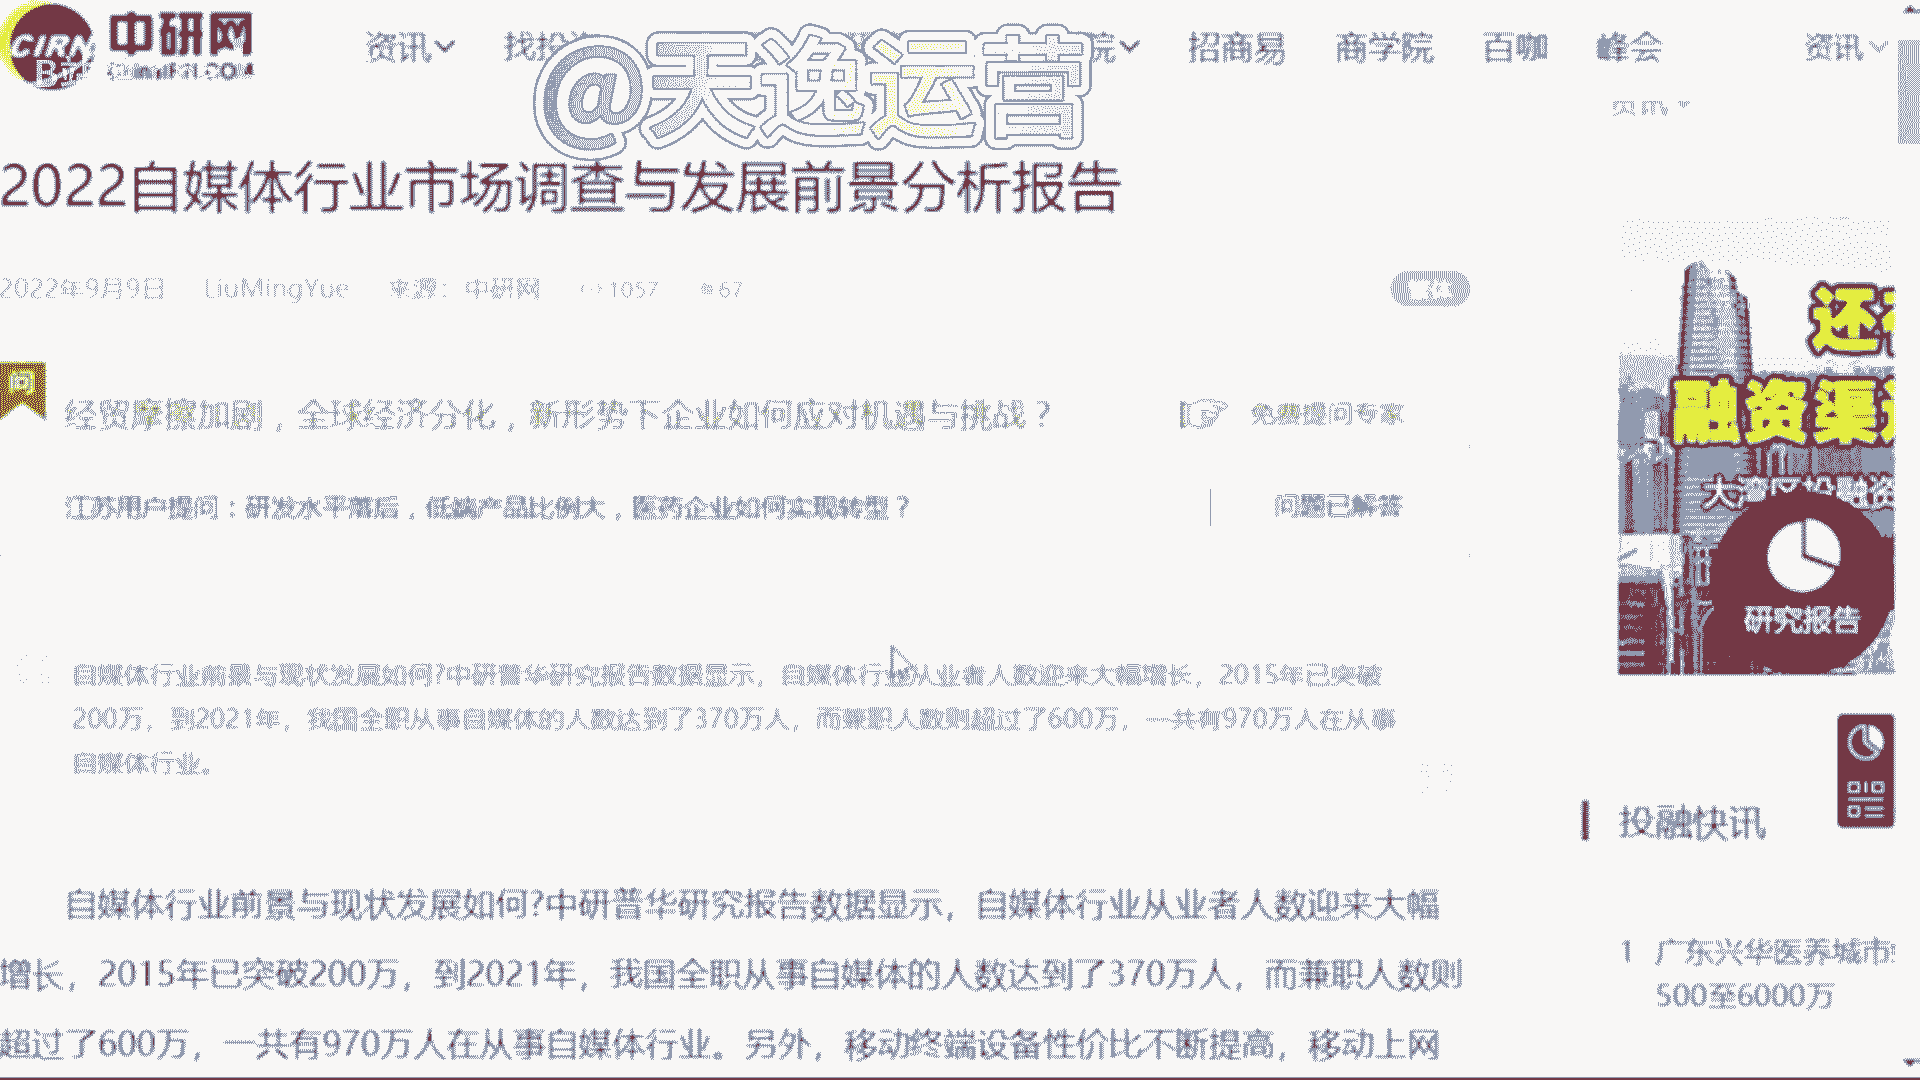 CIRN 中研网
资讯
院
招商易
商学院
百咖
峰会
资讯
@天逸运营
2022自媒体行业市场调查与发展前景分析报告
2022年9月9日 LiuMingYue 来源：中研网 1057 67
问
经贸摩擦加剧，全球经济分化，新形势下企业如何应对机遇与挑战？ 免费提问专家
江苏用户提问：研发水平落后，低端产品比例大，医药企业如何实现转型？ 问题已解答
自媒体行业前景与现状发展如何?中研普华研究报告数据显示，自媒体行业从业者人数迎来大幅增长，2015年已突破
200万，到2021年，我国全职从事自媒体的人数达到了370万人，而兼职人数则超过了600万，一共有970万人在从事
自媒体行业。
自媒体行业前景与现状发展如何?中研普华研究报告数据显示，自媒体行业从业者人数迎来大幅
增长，2015年已突破200万，到2021年，我国全职从事自媒体的人数达到了370万人，而兼职人数则
超过了600万，一共有970万人在从事自媒体行业。另外，移动终端设备性价比不断提高，移动上网
还
融资渠
大湾区投融资
研究报告
投融快讯
1 广东兴华医养城市
500至6000万